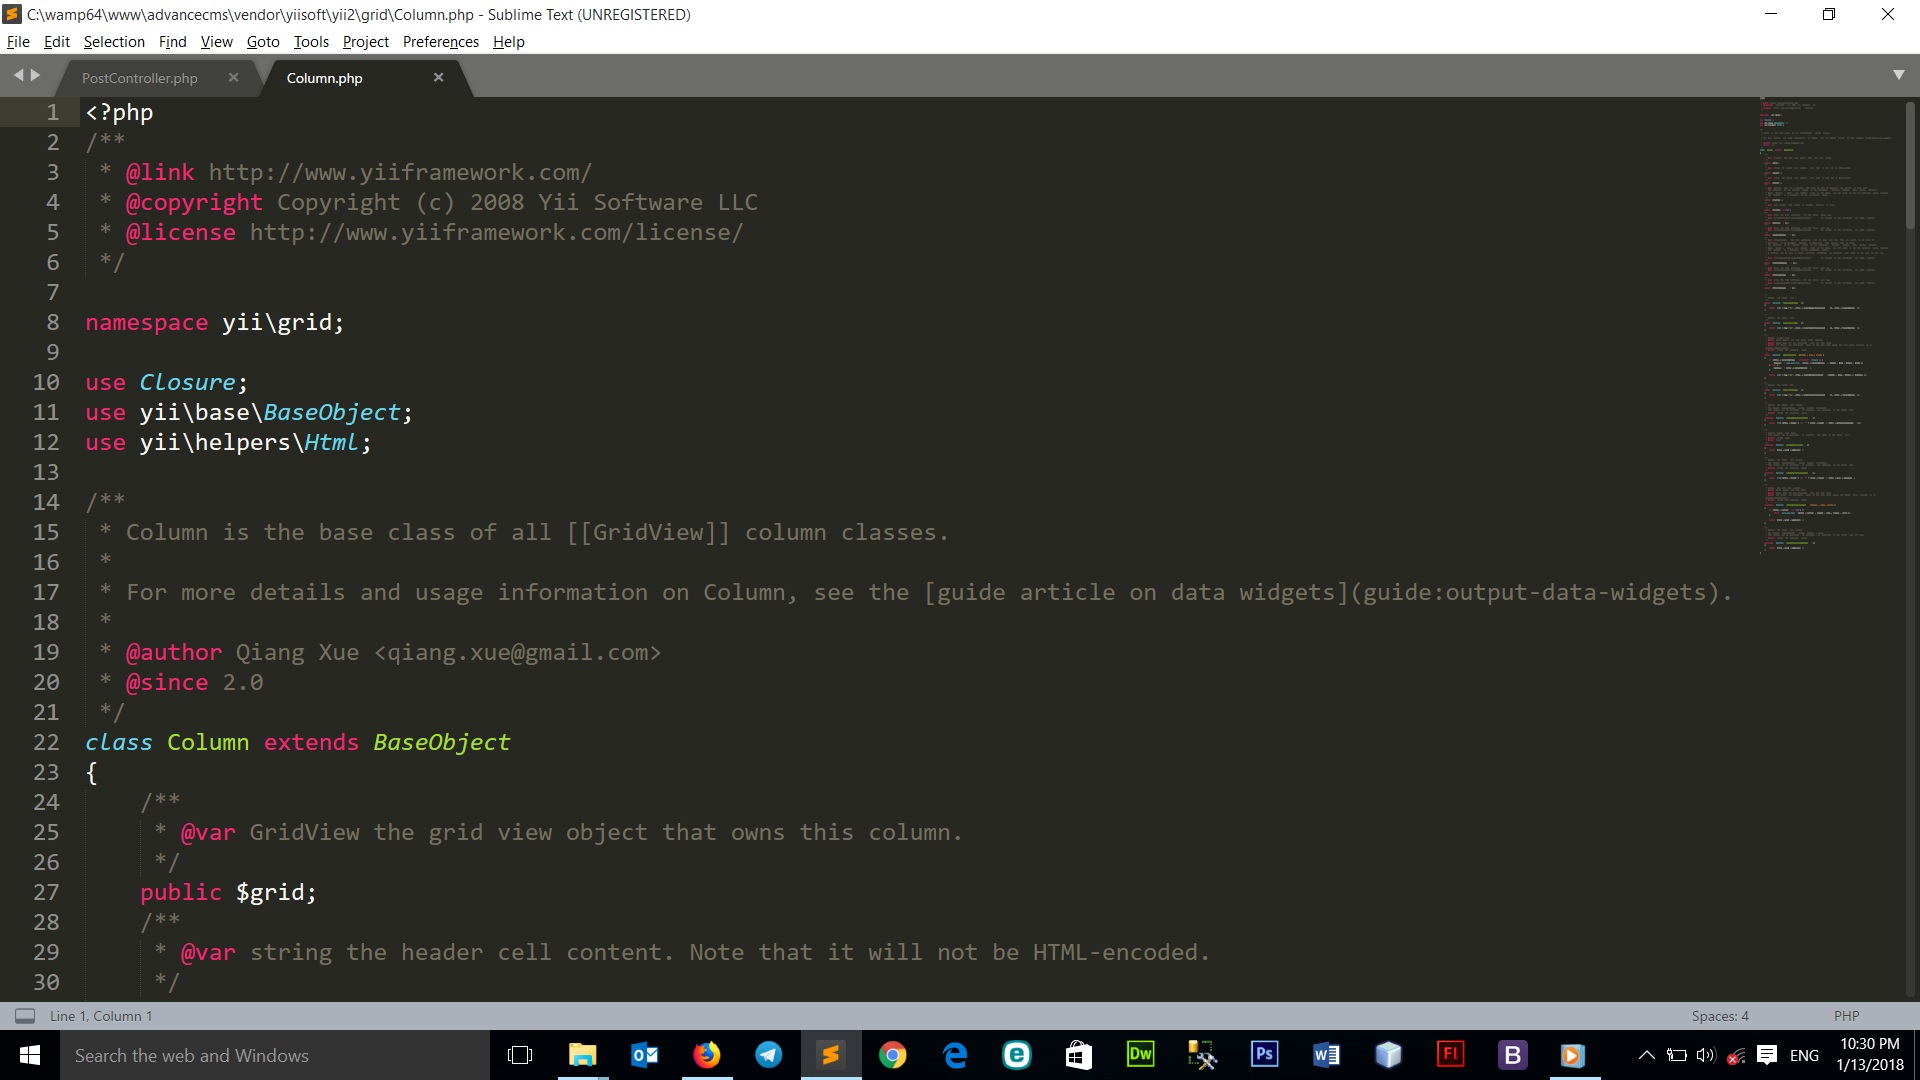 C:\wamp64\www\advancecms\vendor\yiisoft\yii2\grid\Column.php - Sublime Text (UNREGISTERED)
File Edit Selection Find View Goto Tools Project Preferences Help
PostController.php Column.php
1 <?php
2 /**
3  * @link http://www.yiiframework.com/
4  * @copyright Copyright (c) 2008 Yii Software LLC
5  * @license http://www.yiiframework.com/license/
6  */
7
8 namespace yii\grid;
9
10 use Closure;
11 use yii\base\BaseObject;
12 use yii\helpers\Html;
13
14 /**
15  * Column is the base class of all [[GridView]] column classes.
16  *
17  * For more details and usage information on Column, see the [guide article on data widgets](guide:output-data-widgets).
18  *
19  * @author Qiang Xue <qiang.xue@gmail.com>
20  * @since 2.0
21  */
22 class Column extends BaseObject
23 {
24     /**
25      * @var GridView the grid view object that owns this column.
26      */
27     public $grid;
28     /**
29      * @var string the header cell content. Note that it will not be HTML-encoded.
30      */
Line 1, Column 1 Spaces: 4 PHP
Search the web and Windows
Dw Ps Fl B
ENG
10:30 PM
1/13/2018